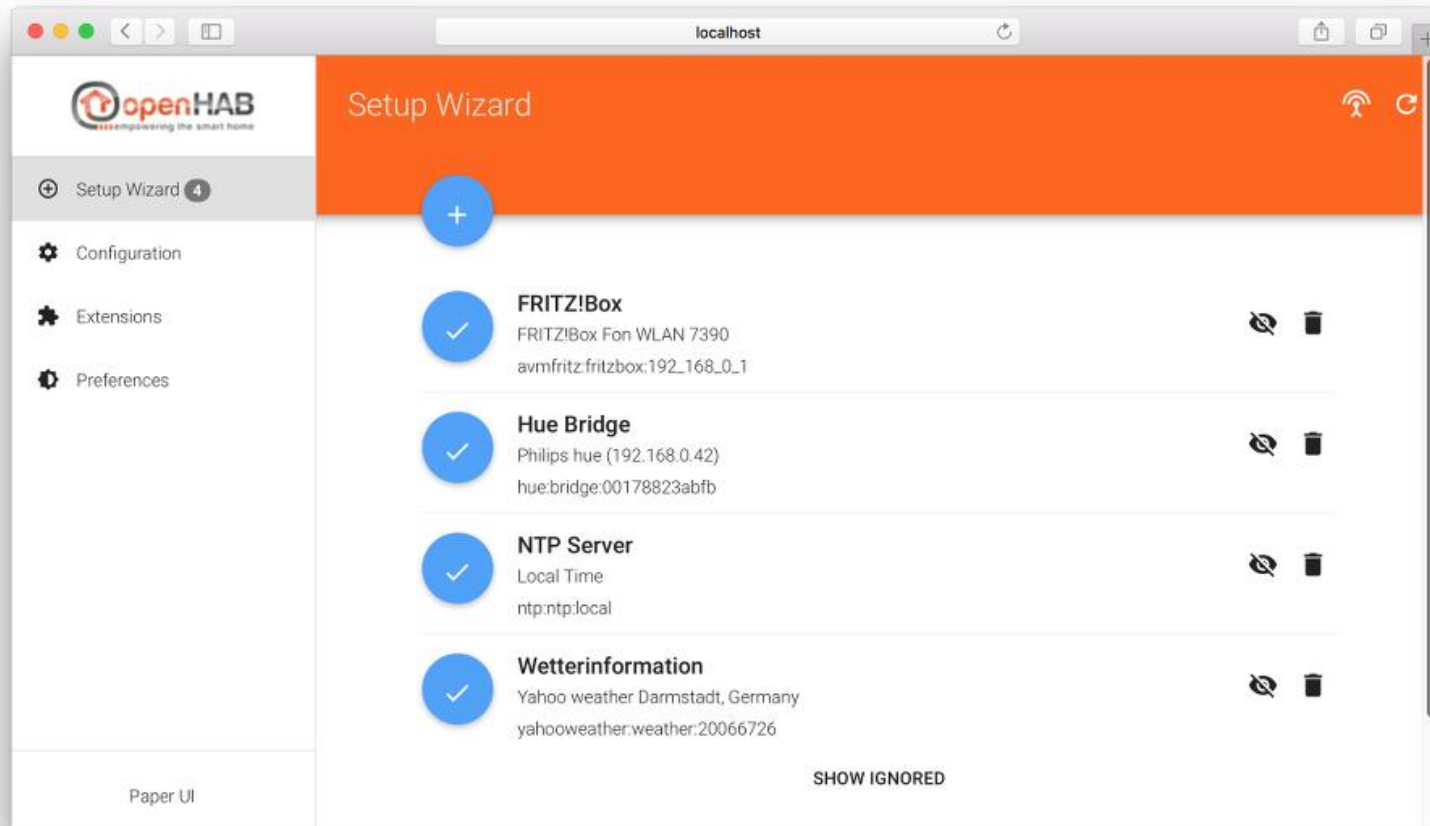 localhost
openHAB
empowering the smart home
Setup Wizard
Setup Wizard 4
Configuration
Extensions
Preferences
FRITZ!Box
FRITZ!Box Fon WLAN 7390
avmfritz:fritzbox:192_168_0_1
Hue Bridge
Philips hue (192.168.0.42)
hue:bridge:00178823abfb
NTP Server
Local Time
ntp:ntp:local
Wetterinformation
Yahoo weather Darmstadt, Germany
yahooweather:weather:20066726
SHOW IGNORED
Paper UI